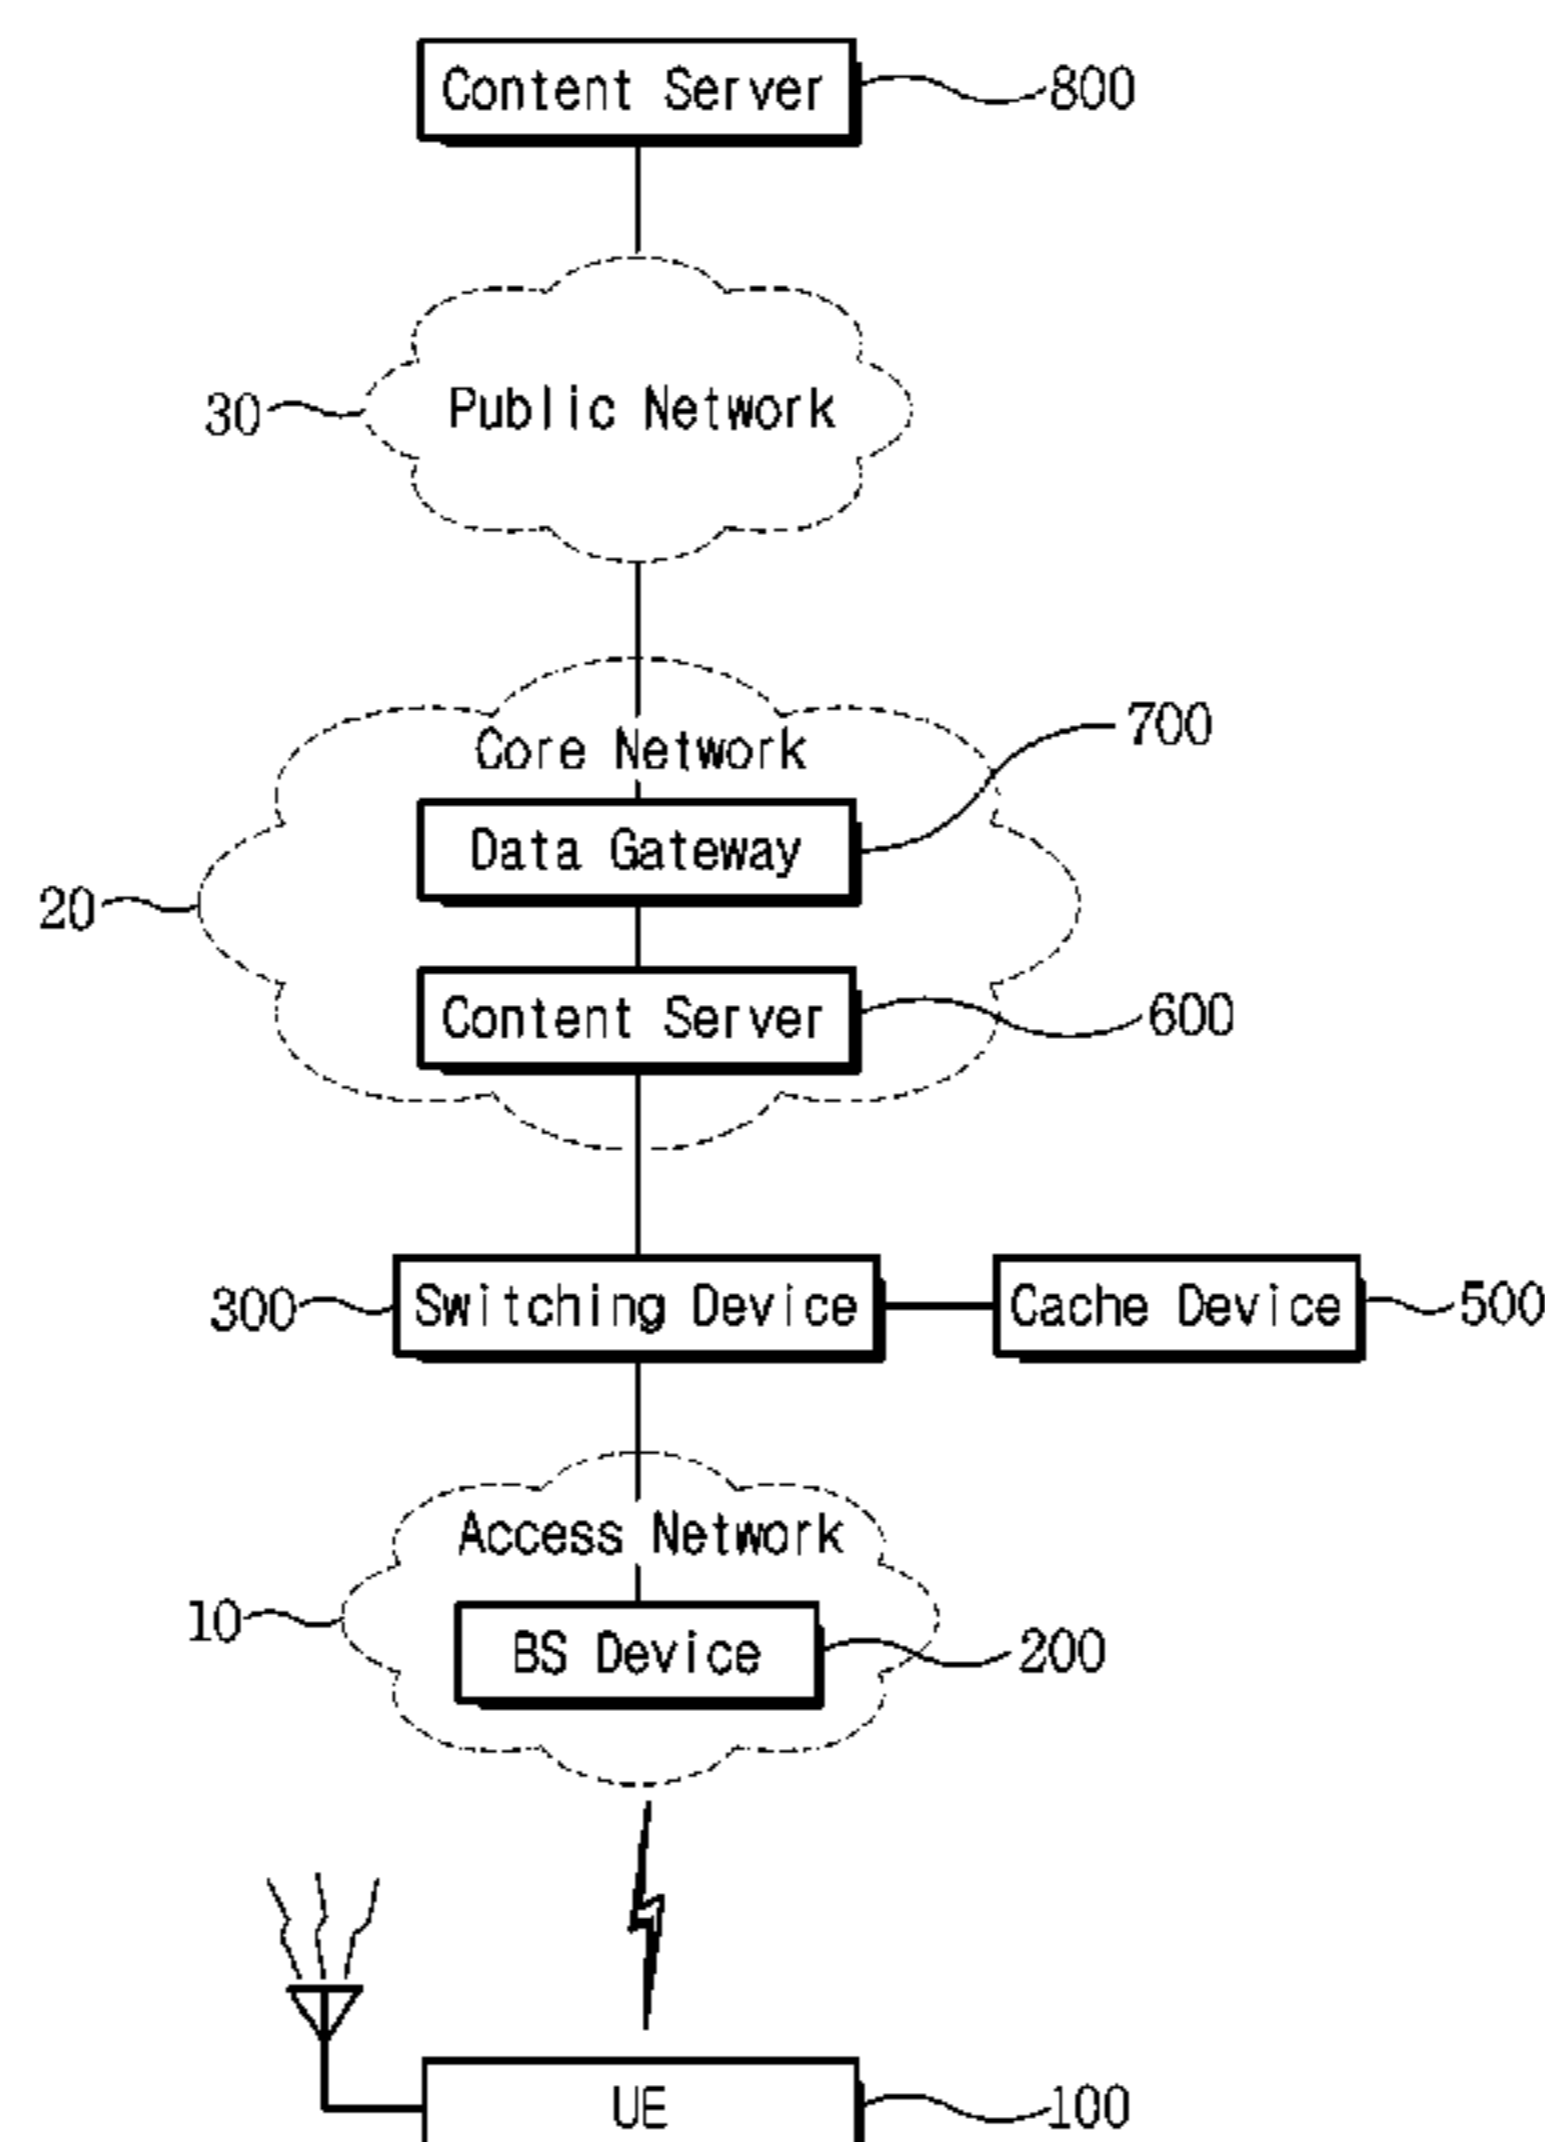 Content Server
800
30
Public Network
Core Network
700
Data Gateway
20
Content Server
600
300
Switching Device
Cache Device
500
Access Network
10
BS Device
200
UE
100